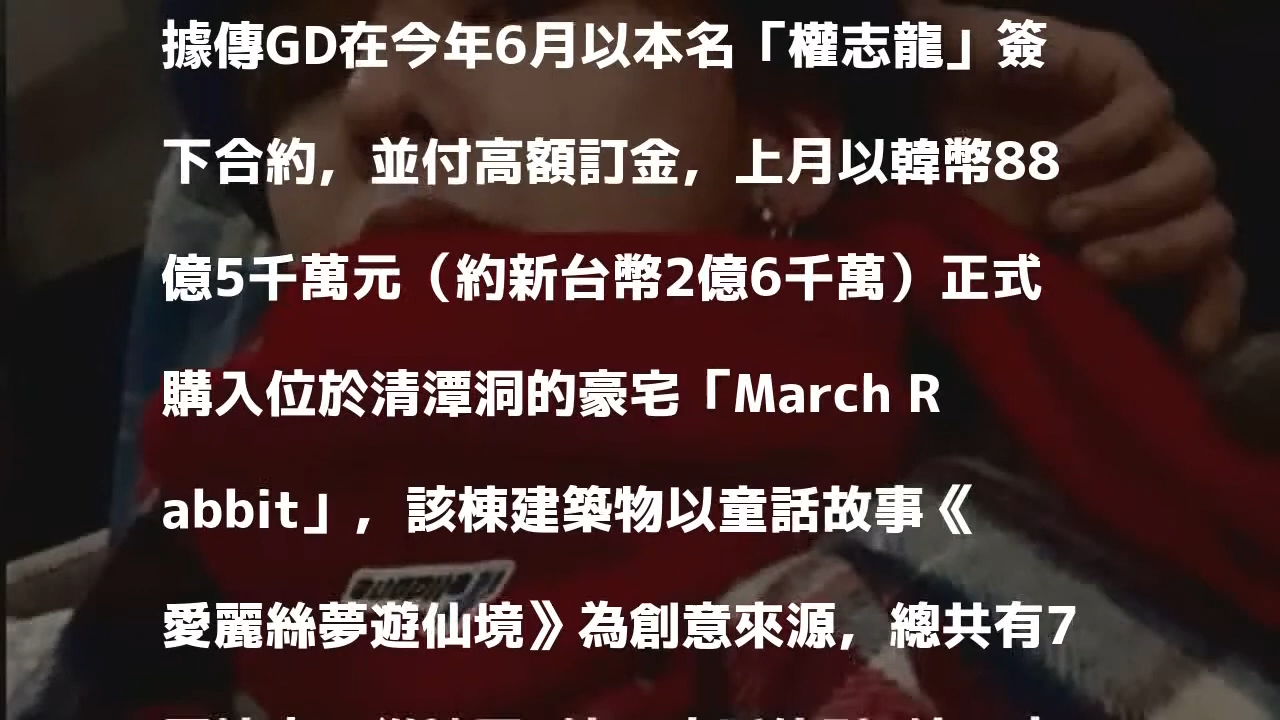 據傳GD在今年6月以本名「權志龍」簽
下合約，並付高額訂金，上月以韓幣88
億5千萬元（約新台幣2億6千萬）正式
購入位於清潭洞的豪宅「March R
abbit」，該棟建築物以童話故事《
愛麗絲夢遊仙境》為創意來源，總共有7